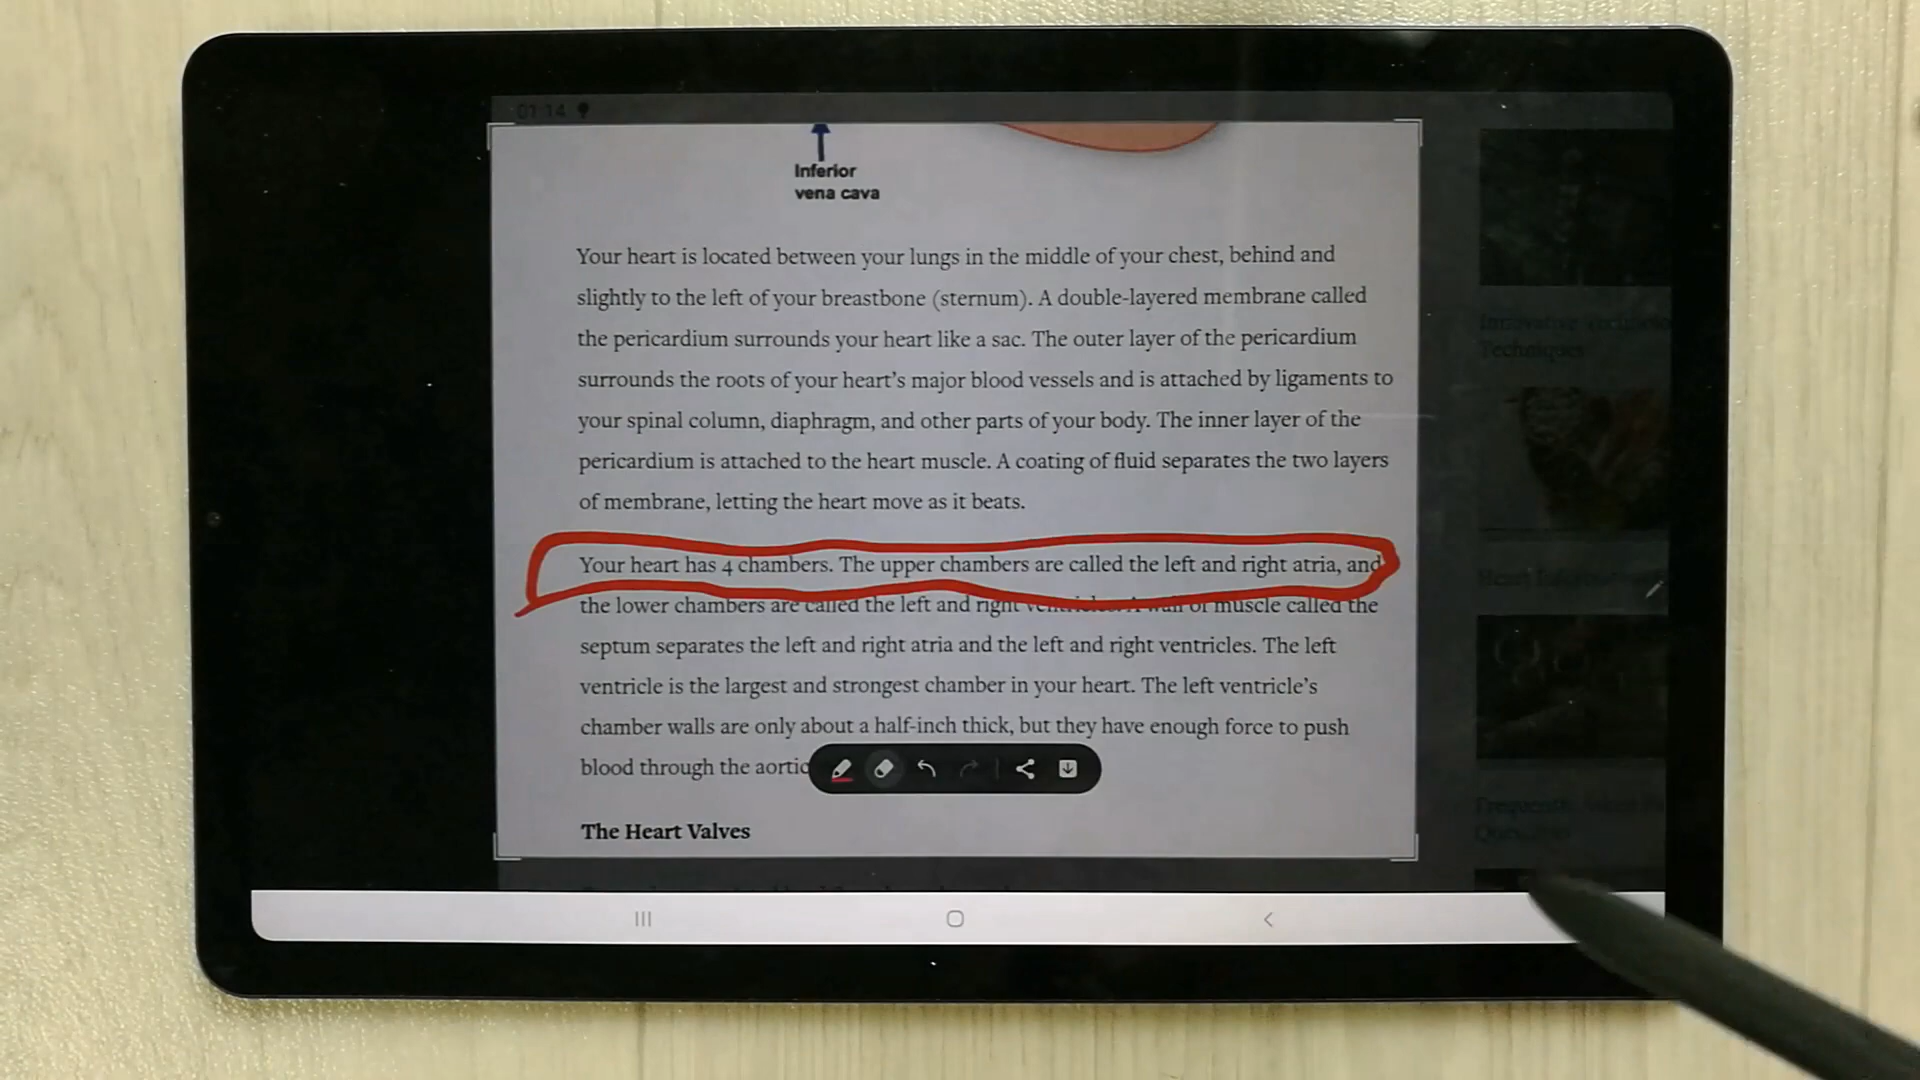 01:14
Inferior
vena cava
Your heart is located between your lungs in the middle of your chest, behind and
slightly to the left of your breastbone (sternum). A double-layered membrane called
the pericardium surrounds your heart like a sac. The outer layer of the pericardium
surrounds the roots of your heart’s major blood vessels and is attached by ligaments to
your spinal column, diaphragm, and other parts of your body. The inner layer of the
pericardium is attached to the heart muscle. A coating of fluid separates the two layers
of membrane, letting the heart move as it beats.
Your heart has 4 chambers. The upper chambers are called the left and right atria, and
the lower chambers are called the left and right ventricles. A wall of muscle called the
septum separates the left and right atria and the left and right ventricles. The left
ventricle is the largest and strongest chamber in your heart. The left ventricle’s
chamber walls are only about a half-inch thick, but they have enough force to push
blood through the aortic
The Heart Valves
Innovative
Techniques
Heart